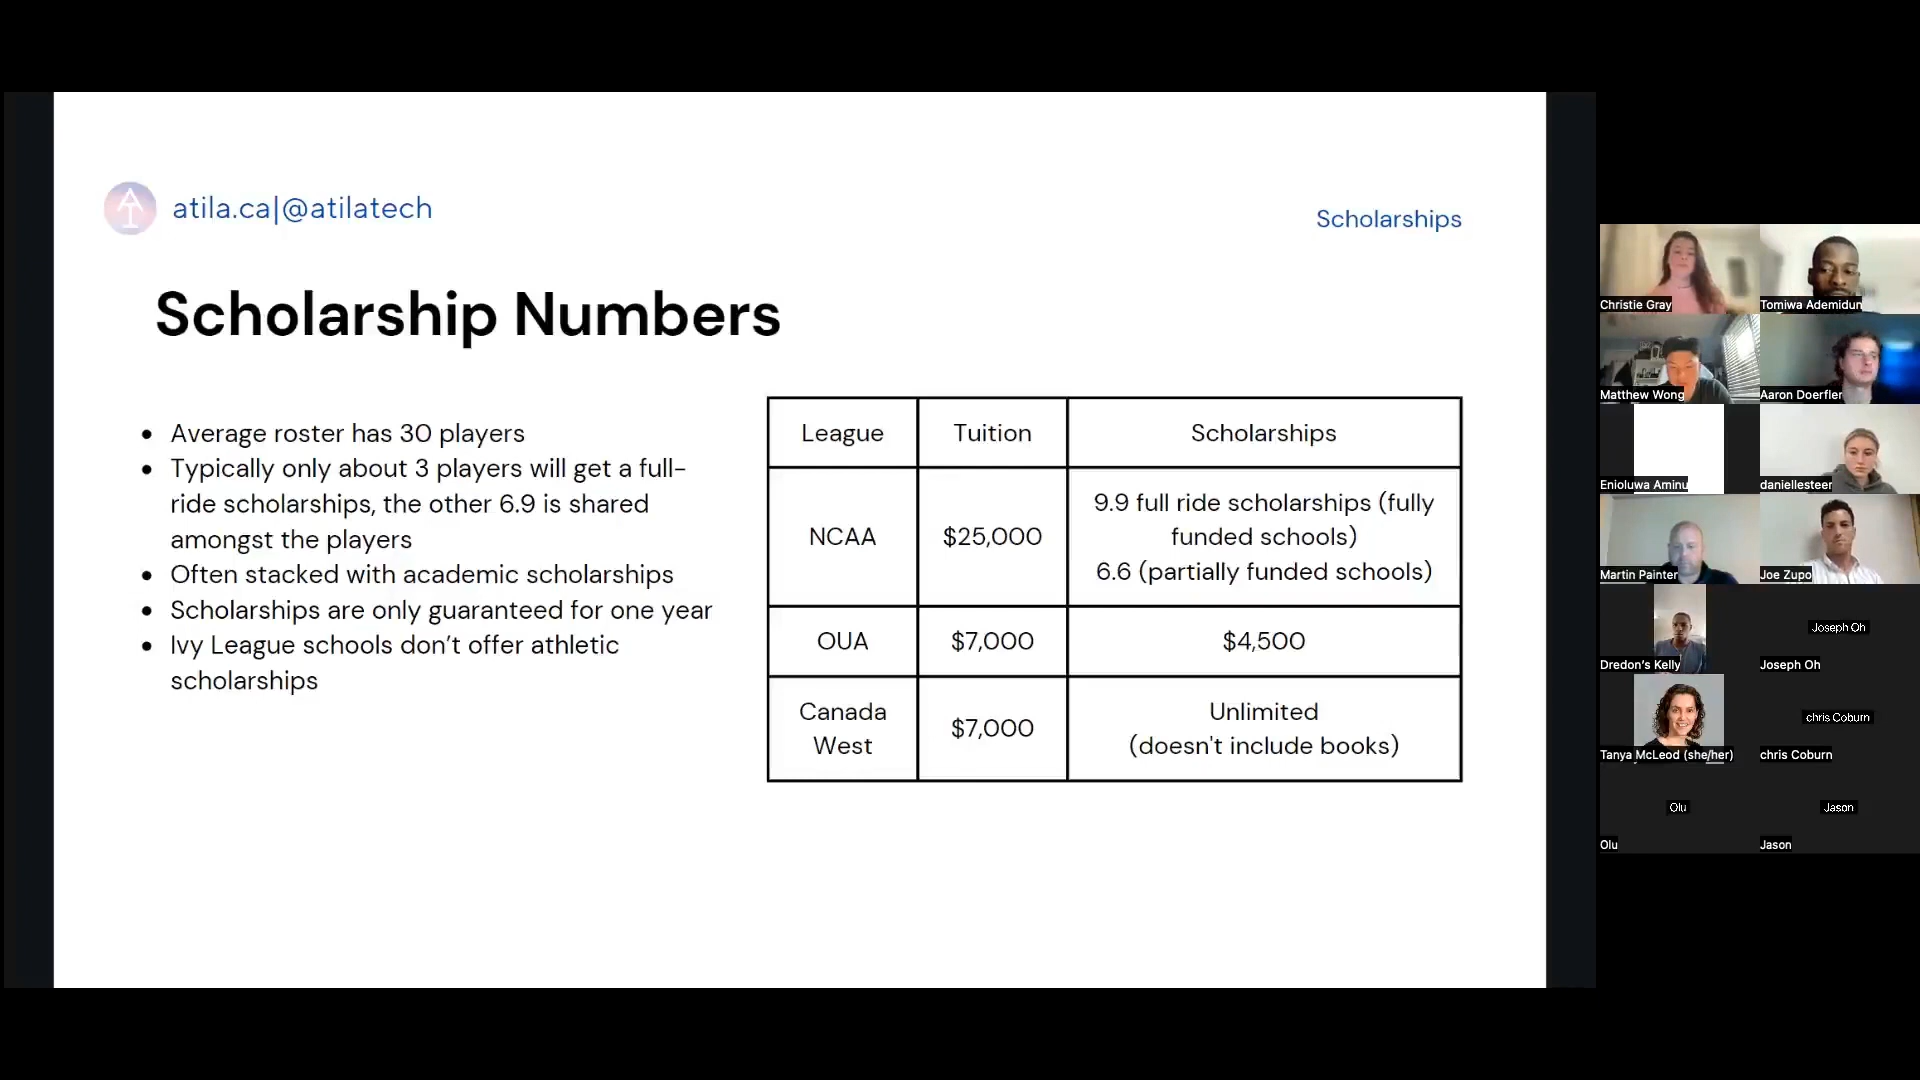 atila.ca|@atilatech
Scholarships
Scholarship Numbers
• Average roster has 30 players
• Typically only about 3 players will get a full-
ride scholarships, the other 6.9 is shared
amongst the players
• Often stacked with academic scholarships
• Scholarships are only guaranteed for one year
• Ivy League schools don’t offer athletic
scholarships
League Tuition Scholarships
NCAA $25,000 9.9 full ride scholarships (fully
funded schools)
6.6 (partially funded schools)
OUA $7,000 $4,500
Canada
West $7,000 Unlimited
(doesn't include books)
Christie Gray
Tomiwa Ademidun
Matthew Wong
Aaron Doerfler
Enioluwa Aminu
daniellesteer
Martin Painter
Joe Zupo
Dredon’s Kelly
Joseph Oh
Joseph Oh
Tanya McLeod (she/her)
chris Coburn
chris Coburn
Olu
Olu
Jason
Jason